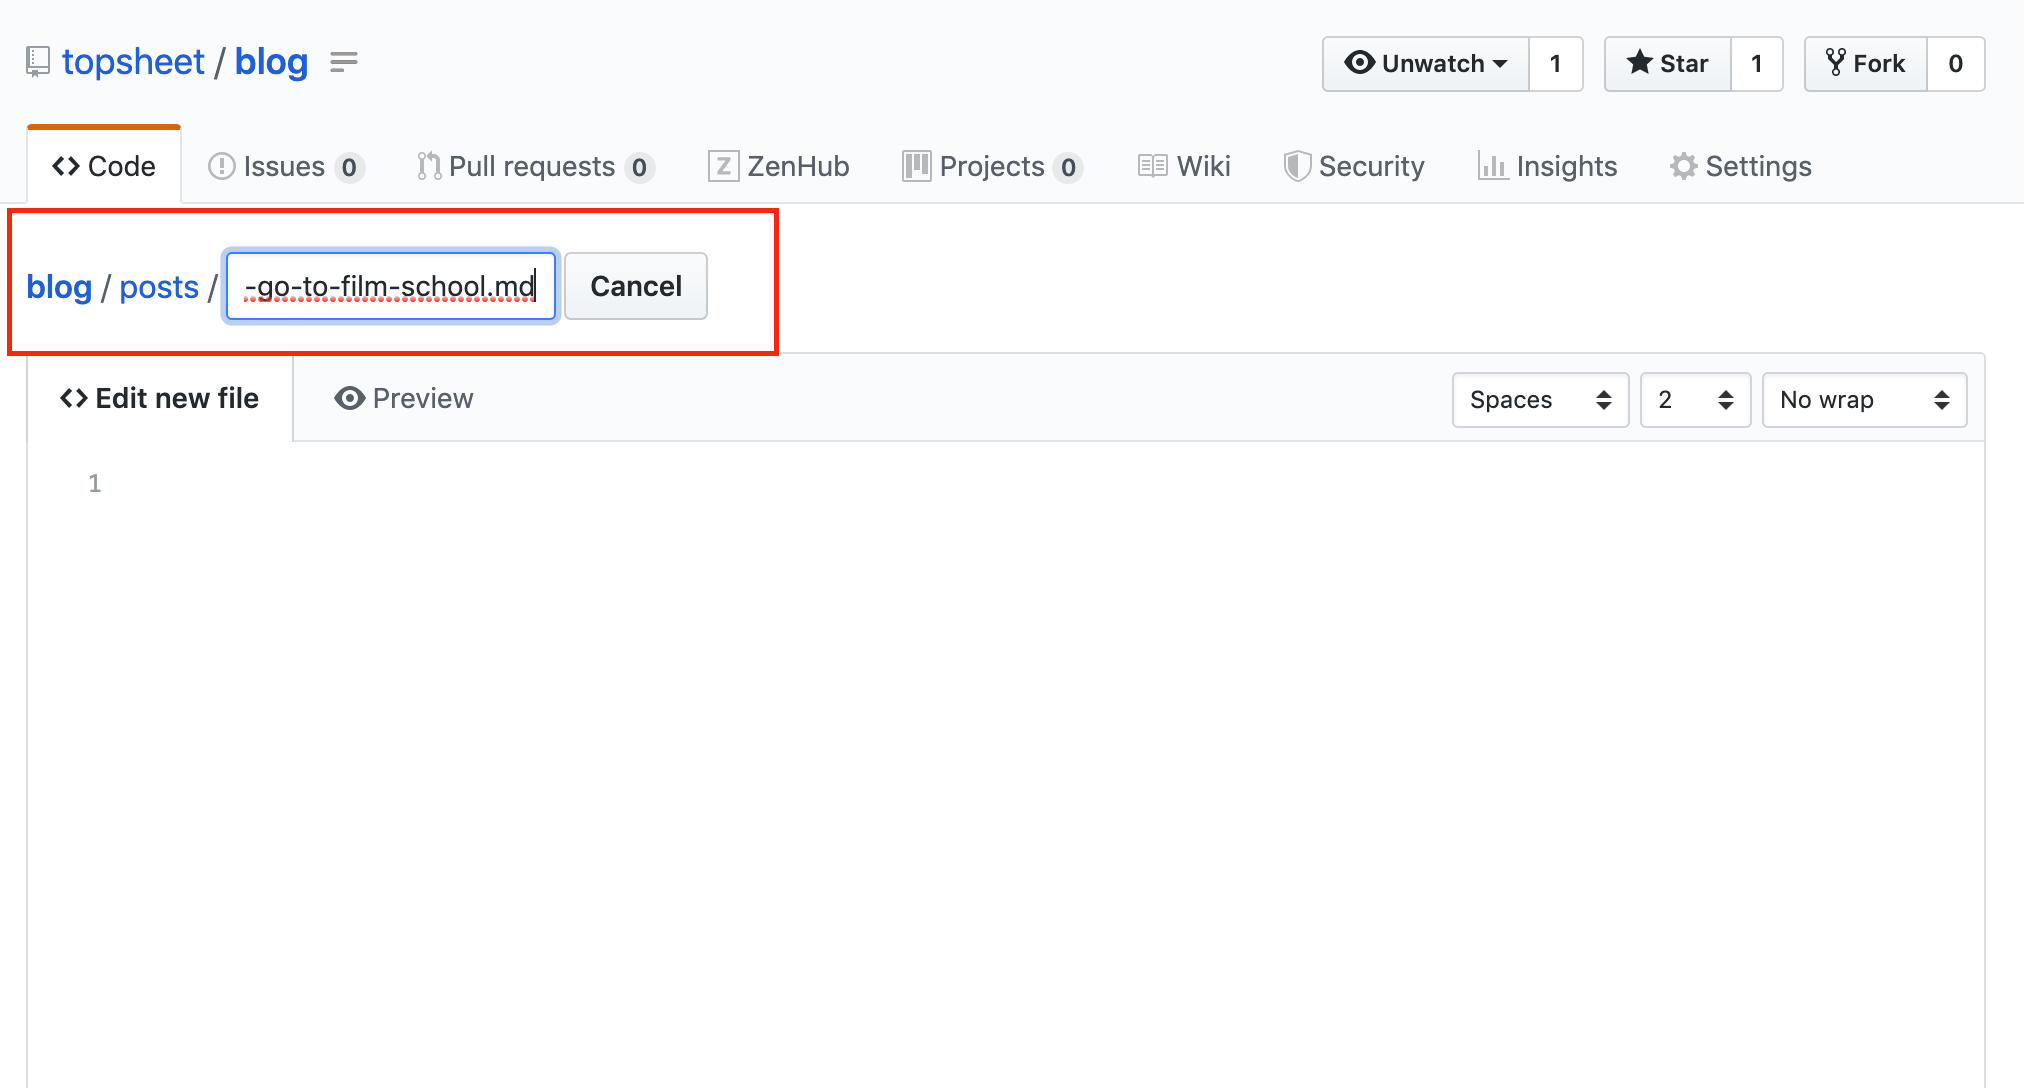 topsheet / blog Unwatch 1 Star 1 Fork 0
Code Issues 0 Pull requests 0 ZenHub Projects 0 Wiki Security Insights Settings
blog / posts / -go-to-film-school.md Cancel
Edit new file Preview Spaces 2 No wrap
1